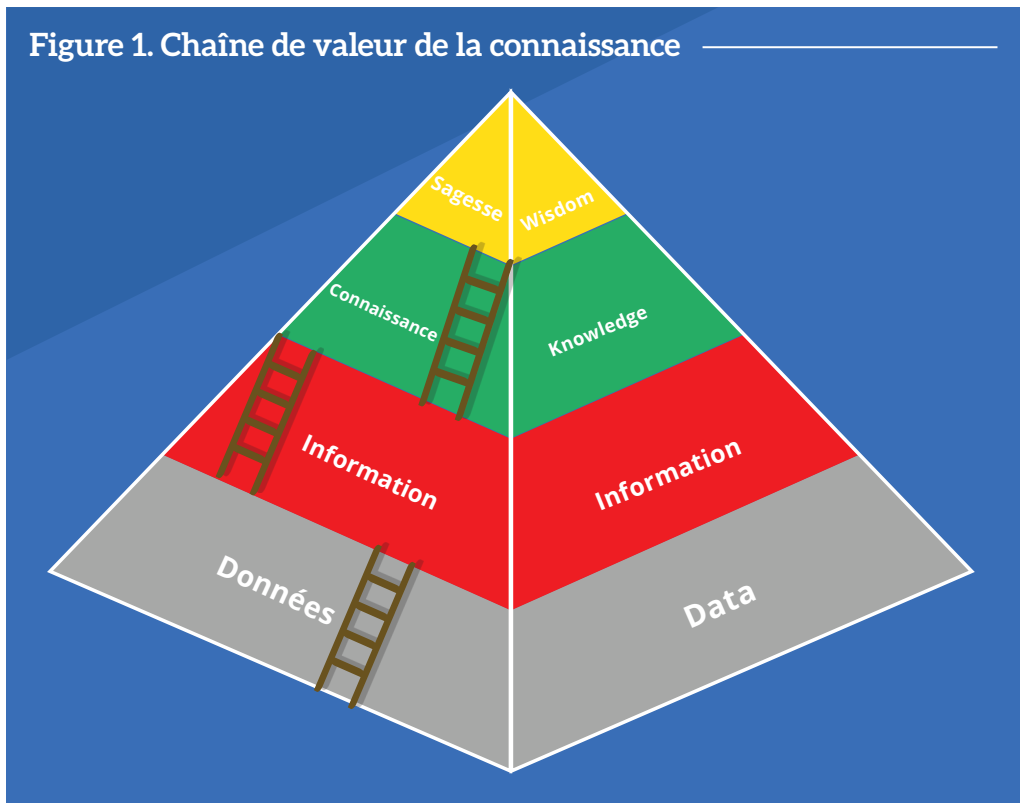 Figure 1. Chaîne de valeur de la connaissance
Sagesse
Wisdom
Connaissance
Knowledge
Information
Information
Données
Data